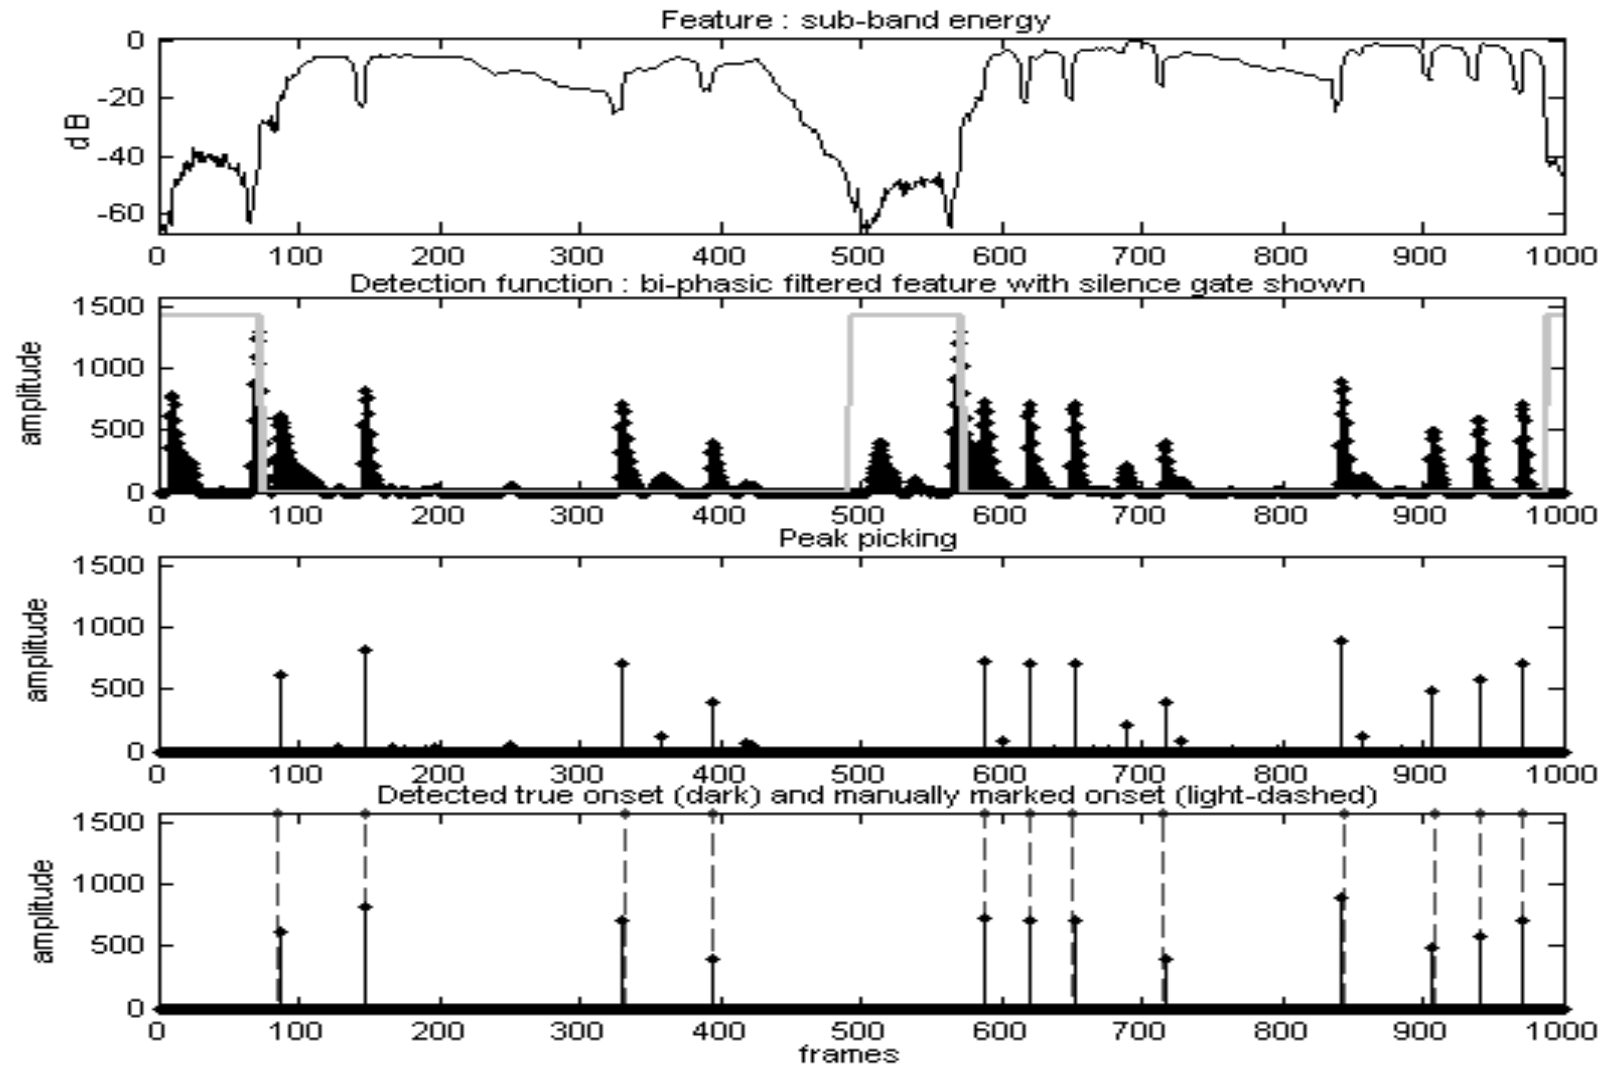 Feature : sub-band energy
0
-20
-40
-60
dB
0 100 200 300 400 500 600 700 800 900 1000
Detection function : bi-phasic filtered feature with silence gate shown
1500
1000
500
0
amplitude
0 100 200 300 400 500 600 700 800 900 1000
Peak picking
1500
1000
500
0
amplitude
0 100 200 300 400 500 600 700 800 900 1000
Detected true onset (dark) and manually marked onset (light-dashed)
1500
1000
500
0
amplitude
0 100 200 300 400 500 600 700 800 900 1000
frames